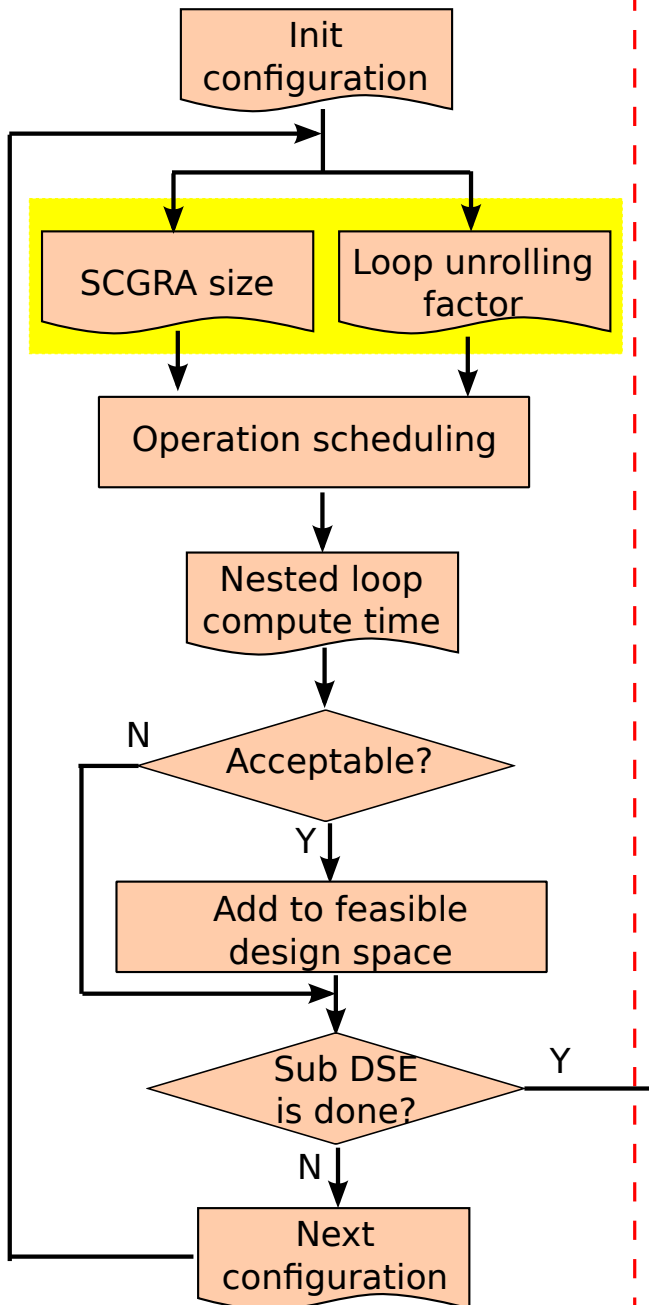 Init
configuration
SCGRA size
Loop unrolling
factor
Operation scheduling
Nested loop
compute time
N
Acceptable?
Y
Add to feasible
design space
Sub DSE
is done?
Y
N
Next
configuration